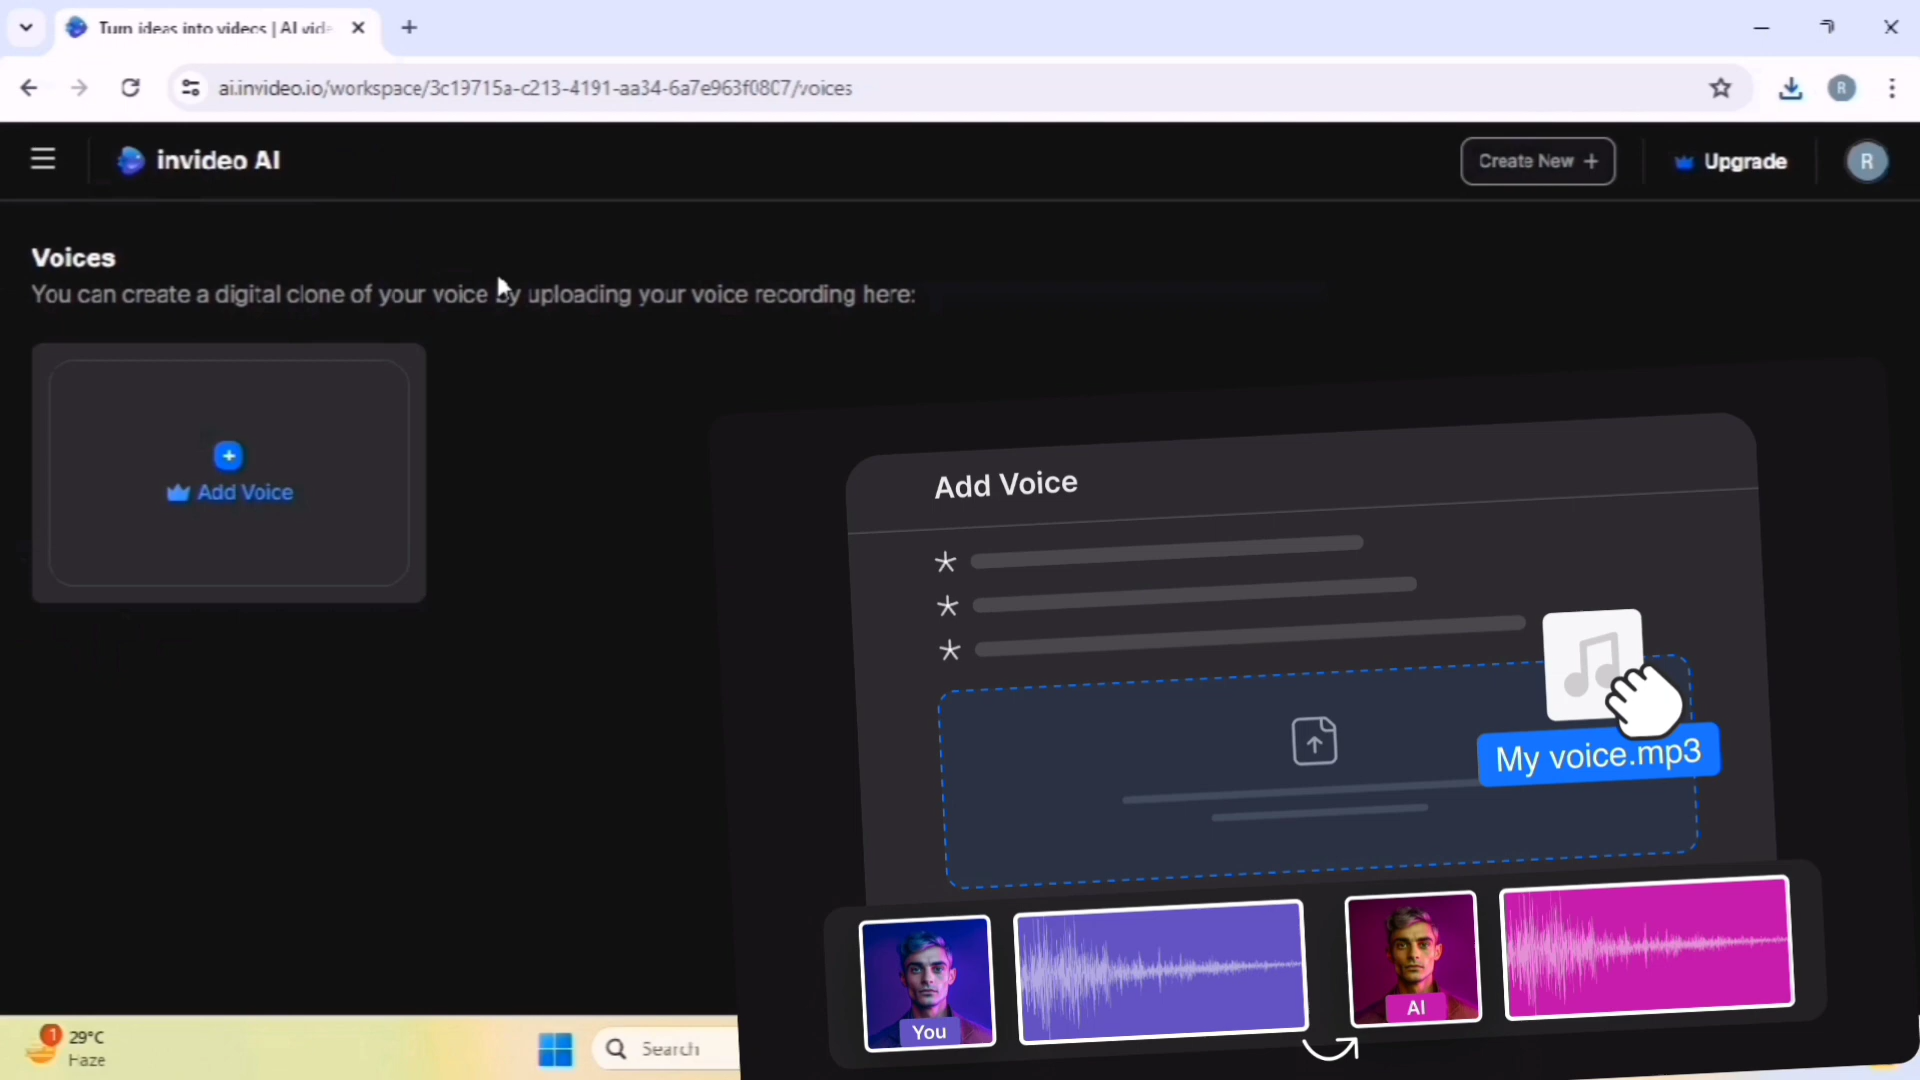 Turn ideas into videos | AI vide
ai.invideo.io/workspace/3c19715a-c213-4191-aa34-6a7e963f0807/voices
R
invideo AI
Create New +
Upgrade
R
Voices
You can create a digital clone of your voice by uploading your voice recording here:
Add Voice
Add Voice
My voice.mp3
You
AI
1
29°C
Haze
Search